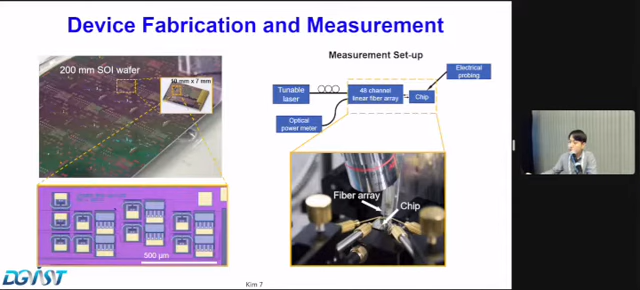 Device Fabrication and Measurement
200 mm SOI wafer
10 mm x 7 mm
500 μm
Measurement Set-up
Electrical
probing
Tunable
laser
48 channel
linear fiber array
Chip
Optical
power meter
Fiber array
Chip
DGIST
Kim 7